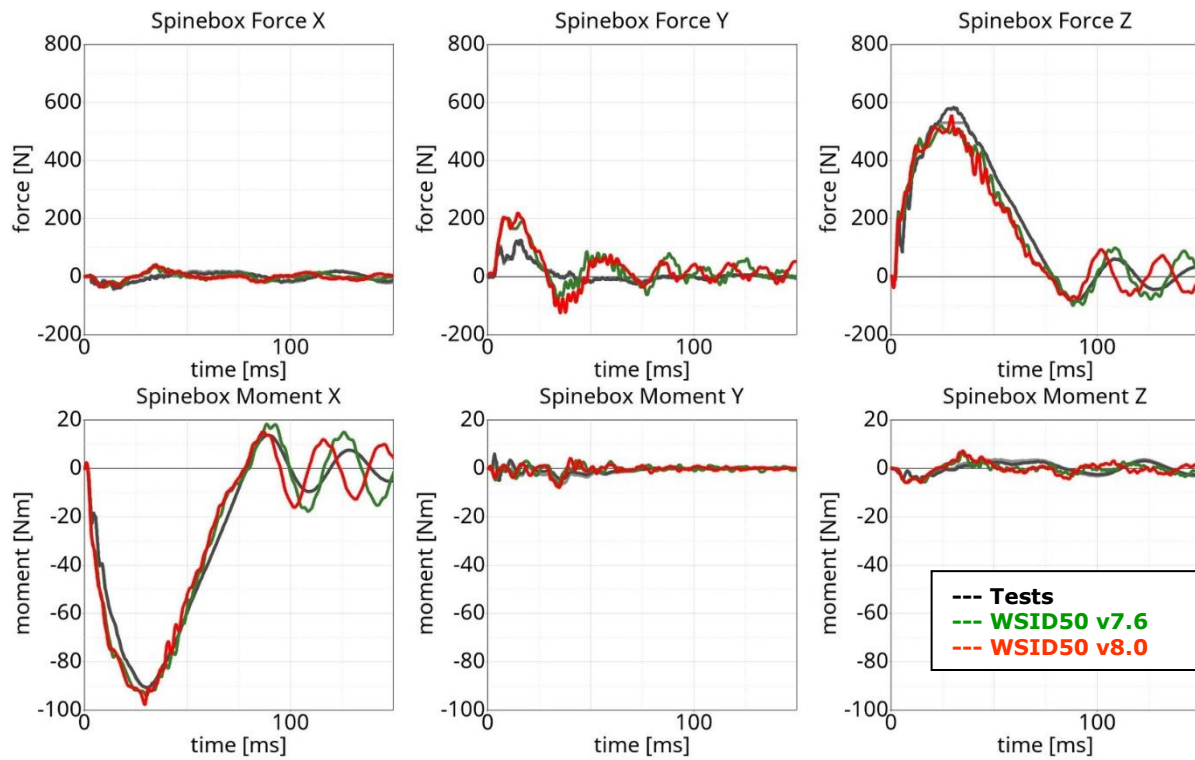 Spinebox Force X
Spinebox Force Y
Spinebox Force Z
800
600
400
200
0
-200
force [N]
0
100
time [ms]
800
600
400
200
0
-200
force [N]
0
100
time [ms]
800
600
400
200
0
-200
force [N]
0
100
time [ms]
Spinebox Moment X
Spinebox Moment Y
Spinebox Moment Z
20
0
-20
-40
-60
-80
-100
moment [Nm]
0
100
time [ms]
20
0
-20
-40
-60
-80
-100
moment [Nm]
0
100
time [ms]
20
0
-20
-40
-60
-80
-100
moment [Nm]
0
100
time [ms]
--- Tests
--- WSID50 v7.6
--- WSID50 v8.0